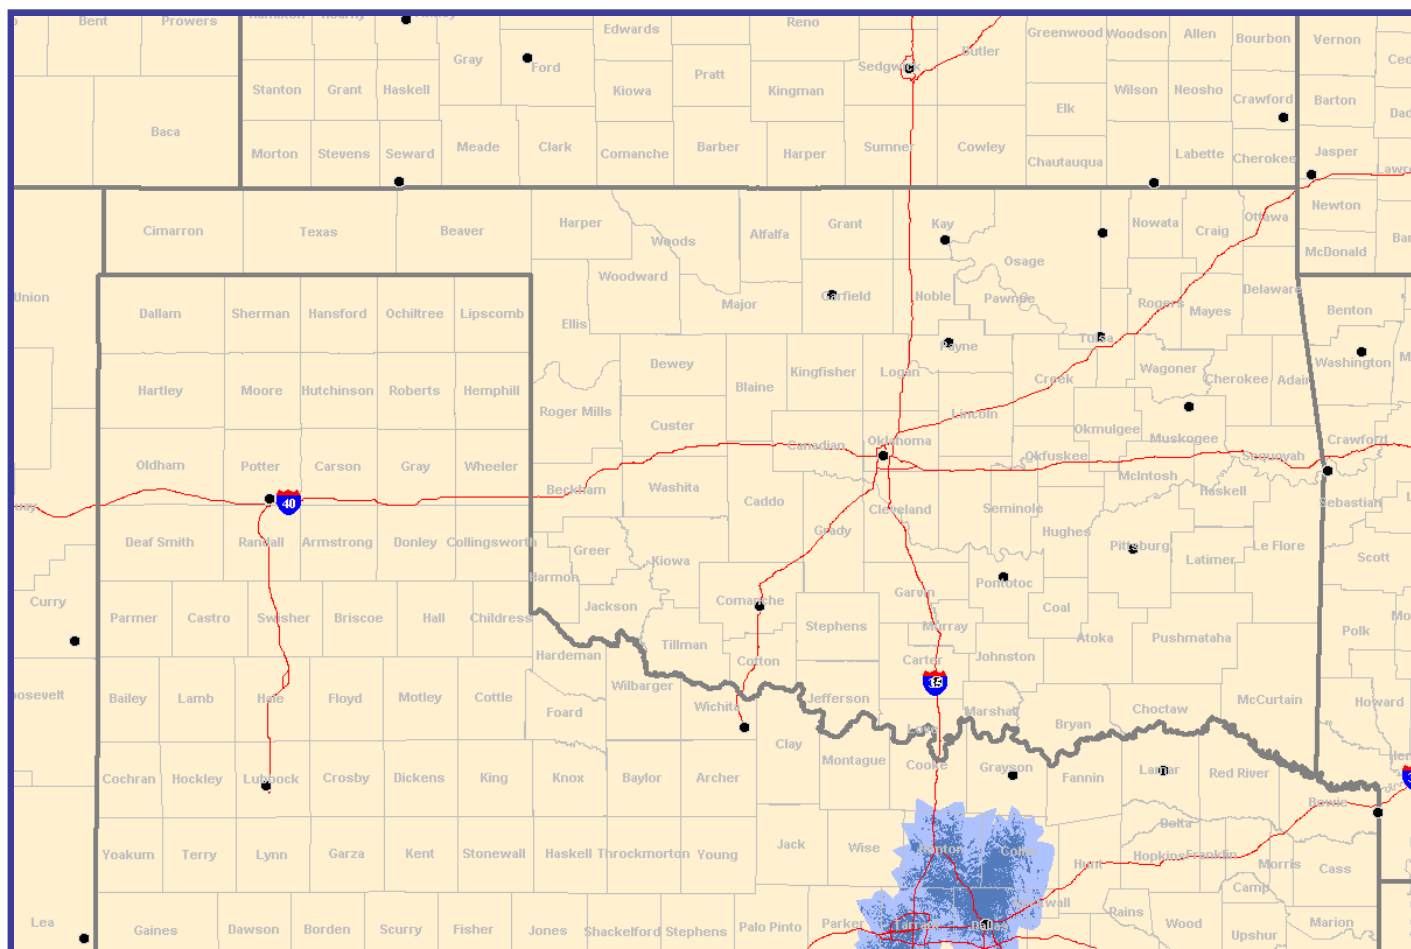 Bent
Prowers
Reno
Edwards
Greenwood
Woodson
Allen
Bourbon
Vernon
Butler
Gray
Ford
Sedgwick
Pratt
Stanton
Grant
Haskell
Kiowa
Kingman
Wilson
Neosho
Crawford
Barton
Elk
Baca
Morton
Stevens
Seward
Meade
Clark
Comanche
Barber
Harper
Sumner
Cowley
Chautauqua
Labette
Cherokee
Jasper
Newton
McDonald
Cimarron
Texas
Beaver
Harper
Woods
Alfalfa
Grant
Kay
Nowata
Craig
Ottawa
Osage
Woodward
Union
Major
Garfield
Noble
Pawnee
Rogers
Mayes
Delaware
Benton
Dallam
Sherman
Hansford
Ochiltree
Lipscomb
Ellis
Payne
Tulsa
Washington
Dewey
Blaine
Kingfisher
Logan
Creek
Wagoner
Cherokee
Adair
Hartley
Moore
Hutchinson
Roberts
Hemphill
Roger Mills
Custer
Lincoln
Okmulgee
Muskogee
Canadian
Oklahoma
Okfuskee
Sequoyah
Crawford
Oldham
Potter
Carson
Gray
Wheeler
Beckham
Washita
Caddo
McIntosh
Haskell
Sebastian
40
Cleveland
Seminole
Grady
Hughes
Pittsburg
Latimer
Le Flore
Scott
Deaf Smith
Randall
Armstrong
Donley
Collingsworth
Greer
Kiowa
Harmon
Jackson
Comanche
Garvin
Pontotoc
Coal
Curry
Parmer
Castro
Swisher
Briscoe
Hall
Childress
Stephens
Murray
Atoka
Pushmataha
Polk
Tillman
Hardeman
Cotton
Carter
Johnston
35
Bailey
Lamb
Hale
Floyd
Motley
Cottle
Wilbarger
Foard
Wichita
Jefferson
Love
Marshall
Bryan
Choctaw
McCurtain
Howard
Clay
Montague
Cooke
Grayson
Fannin
Lamar
Red River
Bowie
Cochran
Hockley
Lubbock
Crosby
Dickens
King
Knox
Baylor
Archer
Yoakum
Terry
Lynn
Garza
Kent
Stonewall
Haskell
Throckmorton
Young
Jack
Wise
Denton
Collin
Hunt
Delta
Hopkins
Franklin
Morris
Cass
Camp
Lea
Gaines
Dawson
Borden
Scurry
Fisher
Jones
Shackelford
Stephens
Palo Pinto
Parker
Tarrant
Dallas
Rockwall
Rains
Wood
Upshur
Marion